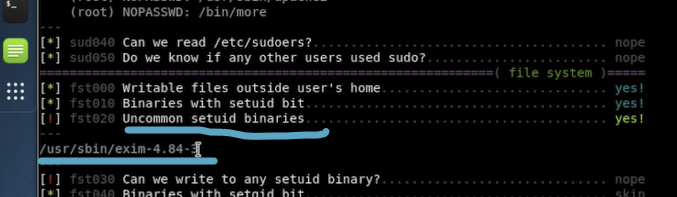 (root) NOPASSWD: /bin/more
---
[*] sud040 Can we read /etc/sudoers?............................................ nope
[*] sud050 Do we know if any other users used sudo?............................. nope
====================================================( file system )=====
[*] fst000 Writable files outside user's home................................... yes!
[*] fst010 Binaries with setuid bit............................................. yes!
[!] fst020 Uncommon setuid binaries............................................. yes!
---
/usr/sbin/exim-4.84-3
---
[!] fst030 Can we write to any setuid binary?................................... nope
[*] fst040 Binaries with setgid bit............................................. skip